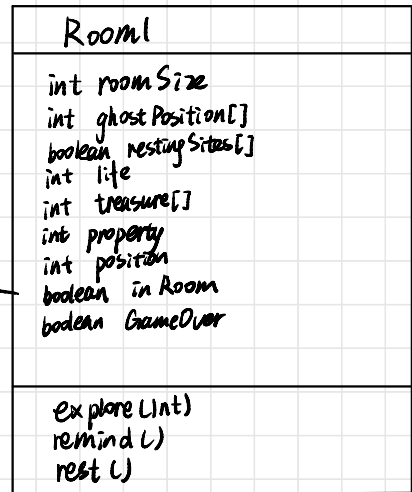 Room1
int roomSize
int ghostPosition[]
boolean restingSites[]
int life
int treasure[]
int property
int position
boolean inRoom
bodean GameOver
explore(int)
remind()
rest()